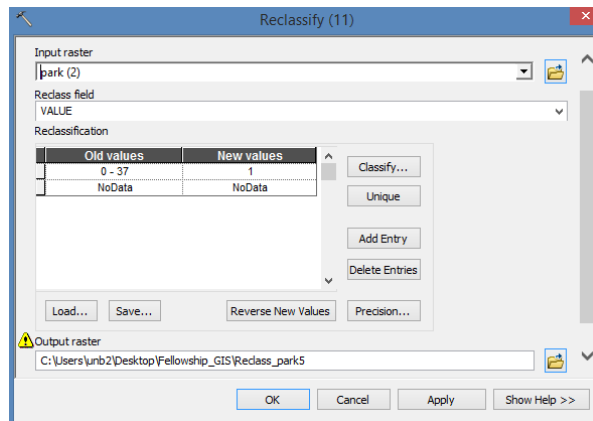 Reclassify (11)
Input raster
park (2)
Reclass field
VALUE
Reclassification
Old values New values
0 - 37 1
NoData NoData
Classify...
Unique
Add Entry
Delete Entries
Load... Save... Reverse New Values Precision...
Output raster
C:\Users\unb2\Desktop\Fellowship_GIS\Reclass_park5
OK Cancel Apply Show Help >>